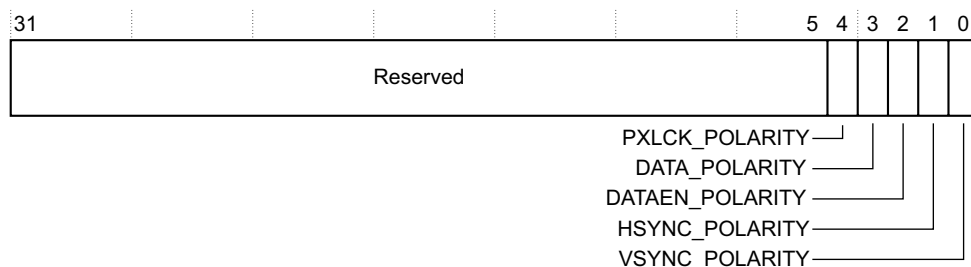 31 5 4 3 2 1 0
Reserved
PXLCK_POLARITY
DATA_POLARITY
DATAEN_POLARITY
HSYNC_POLARITY
VSYNC_POLARITY